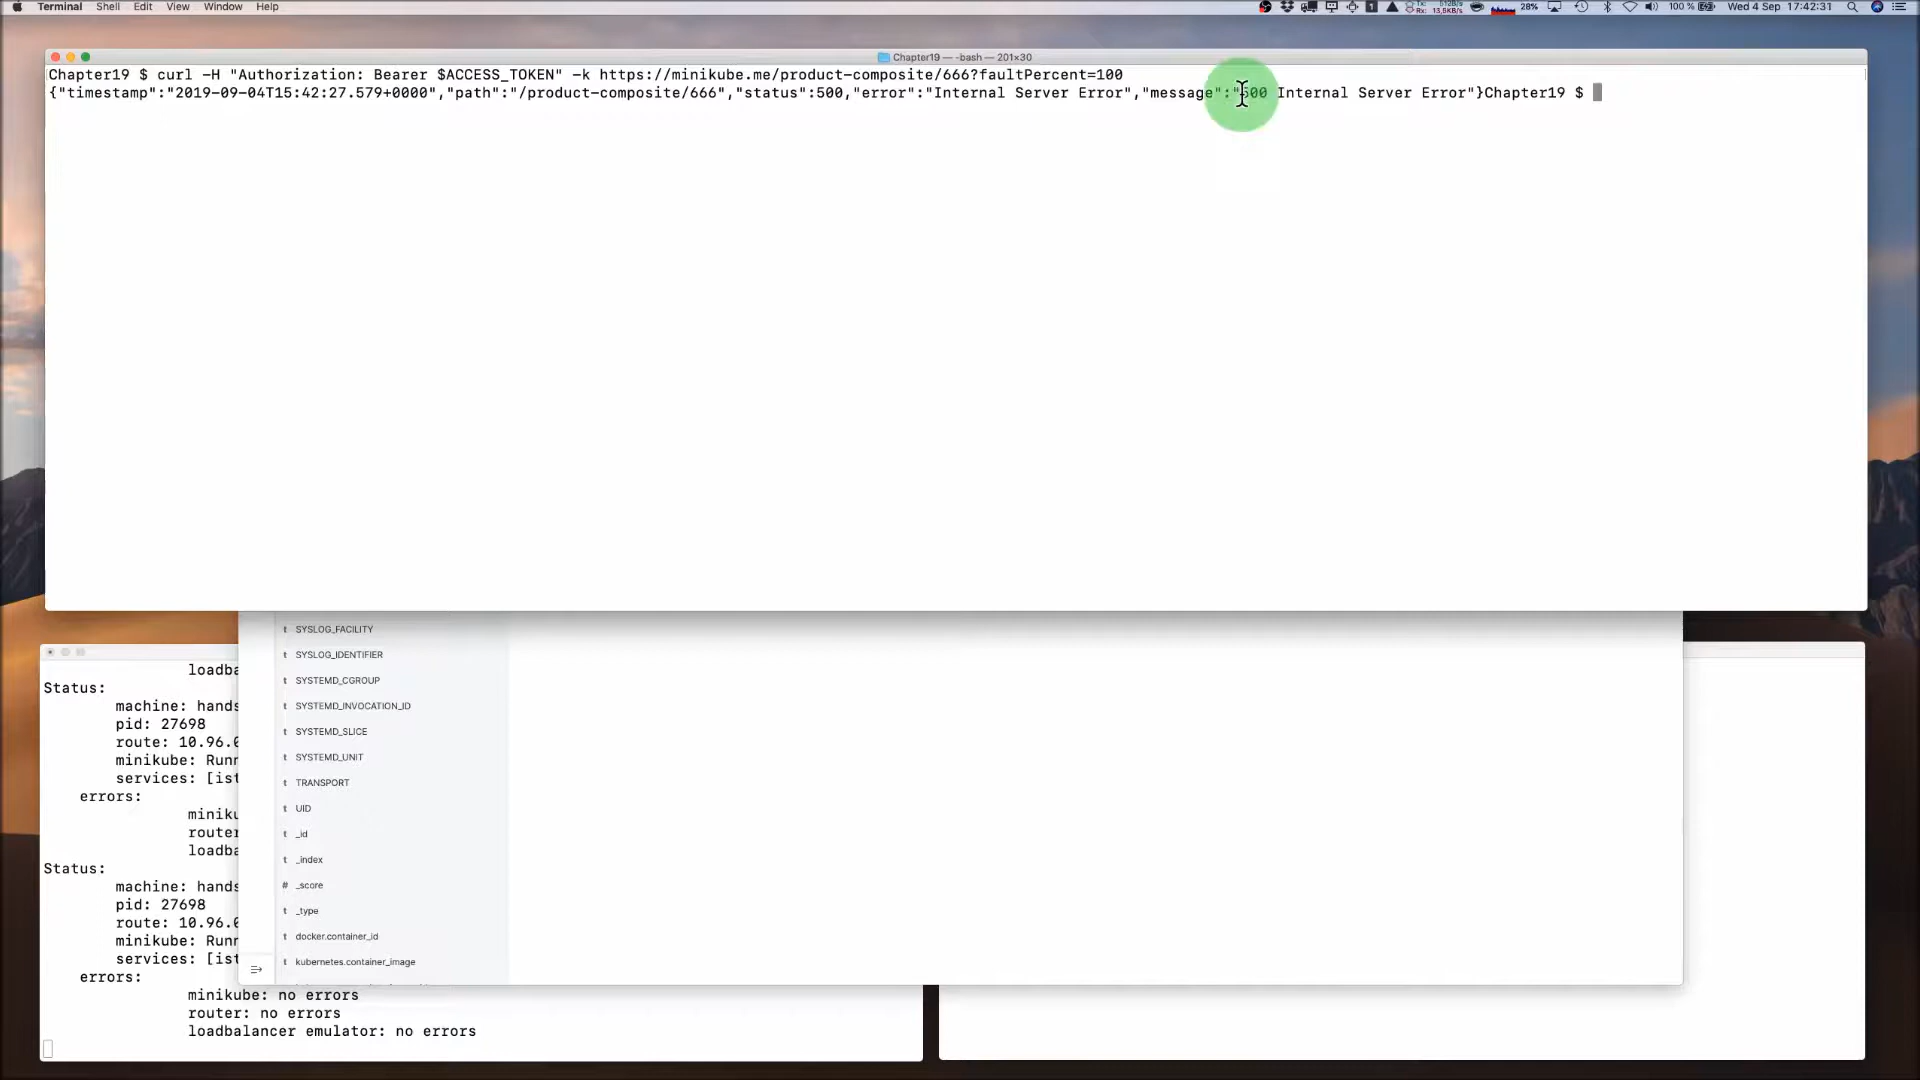 Terminal Shell Edit View Window Help
28% 100 % Wed 4 Sep 17:42:31
Chapter19 — -bash — 201×30
Chapter19 $ curl -H "Authorization: Bearer $ACCESS_TOKEN" -k https://minikube.me/product-composite/666?faultPercent=100
{"timestamp":"2019-09-04T15:42:27.579+0000","path":"/product-composite/666","status":500,"error":"Internal Server Error","message":"500 Internal Server Error"}Chapter19 $
t SYSLOG_FACILITY
t SYSLOG_IDENTIFIER
t SYSTEMD_CGROUP
t SYSTEMD_INVOCATION_ID
t SYSTEMD_SLICE
t SYSTEMD_UNIT
t TRANSPORT
t UID
t _id
t _index
# _score
t _type
t docker.container_id
t kubernetes.container_image
loadba
Status:
machine: hands
pid: 27698
route: 10.96.0
minikube: Runn
services: [ist
errors:
miniku
router
loadba
Status:
machine: hands
pid: 27698
route: 10.96.0
minikube: Runn
services: [ist
errors:
minikube: no errors
router: no errors
loadbalancer emulator: no errors